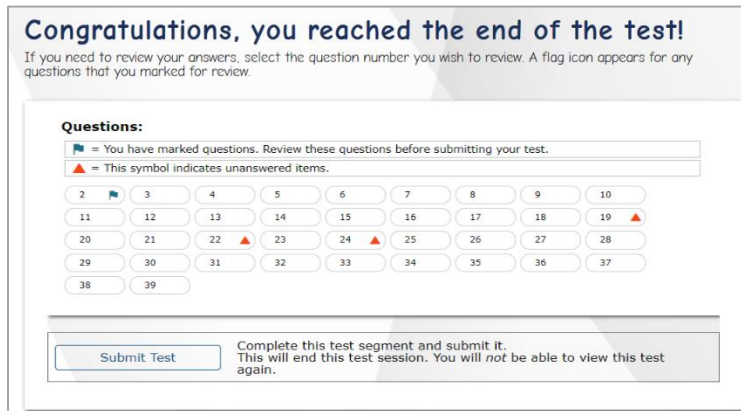 Congratulations, you reached the end of the test!
If you need to review your answers, select the question number you wish to review. A flag icon appears for any
questions that you marked for review.
Questions:
= You have marked questions. Review these questions before submitting your test.
= This symbol indicates unanswered items.
2 3 4 5 6 7 8 9 10
11 12 13 14 15 16 17 18 19
20 21 22 23 24 25 26 27 28
29 30 31 32 33 34 35 36 37
38 39
Submit Test
Complete this test segment and submit it.
This will end this test session. You will not be able to view this test
again.